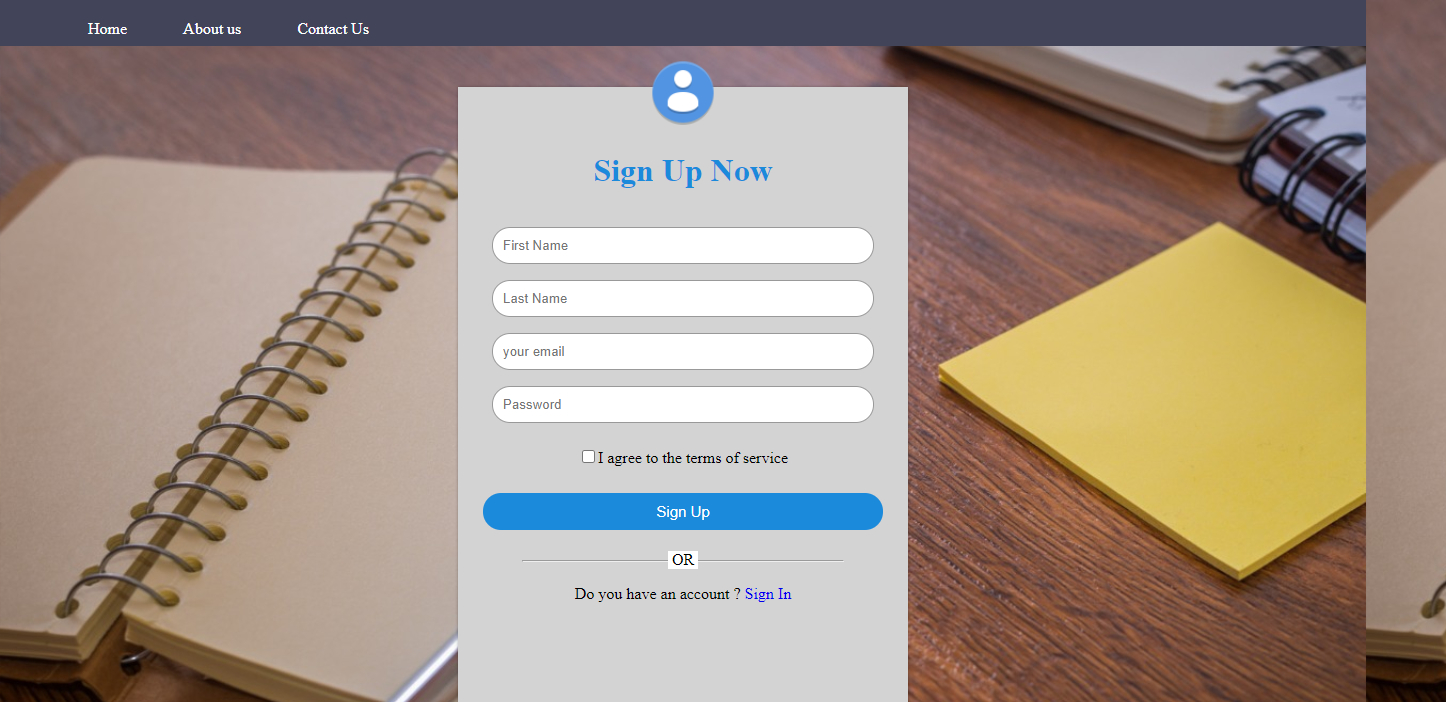 Home About us Contact Us
Sign Up Now
First Name
Last Name
your email
Password
I agree to the terms of service
Sign Up
OR
Do you have an account ? Sign In